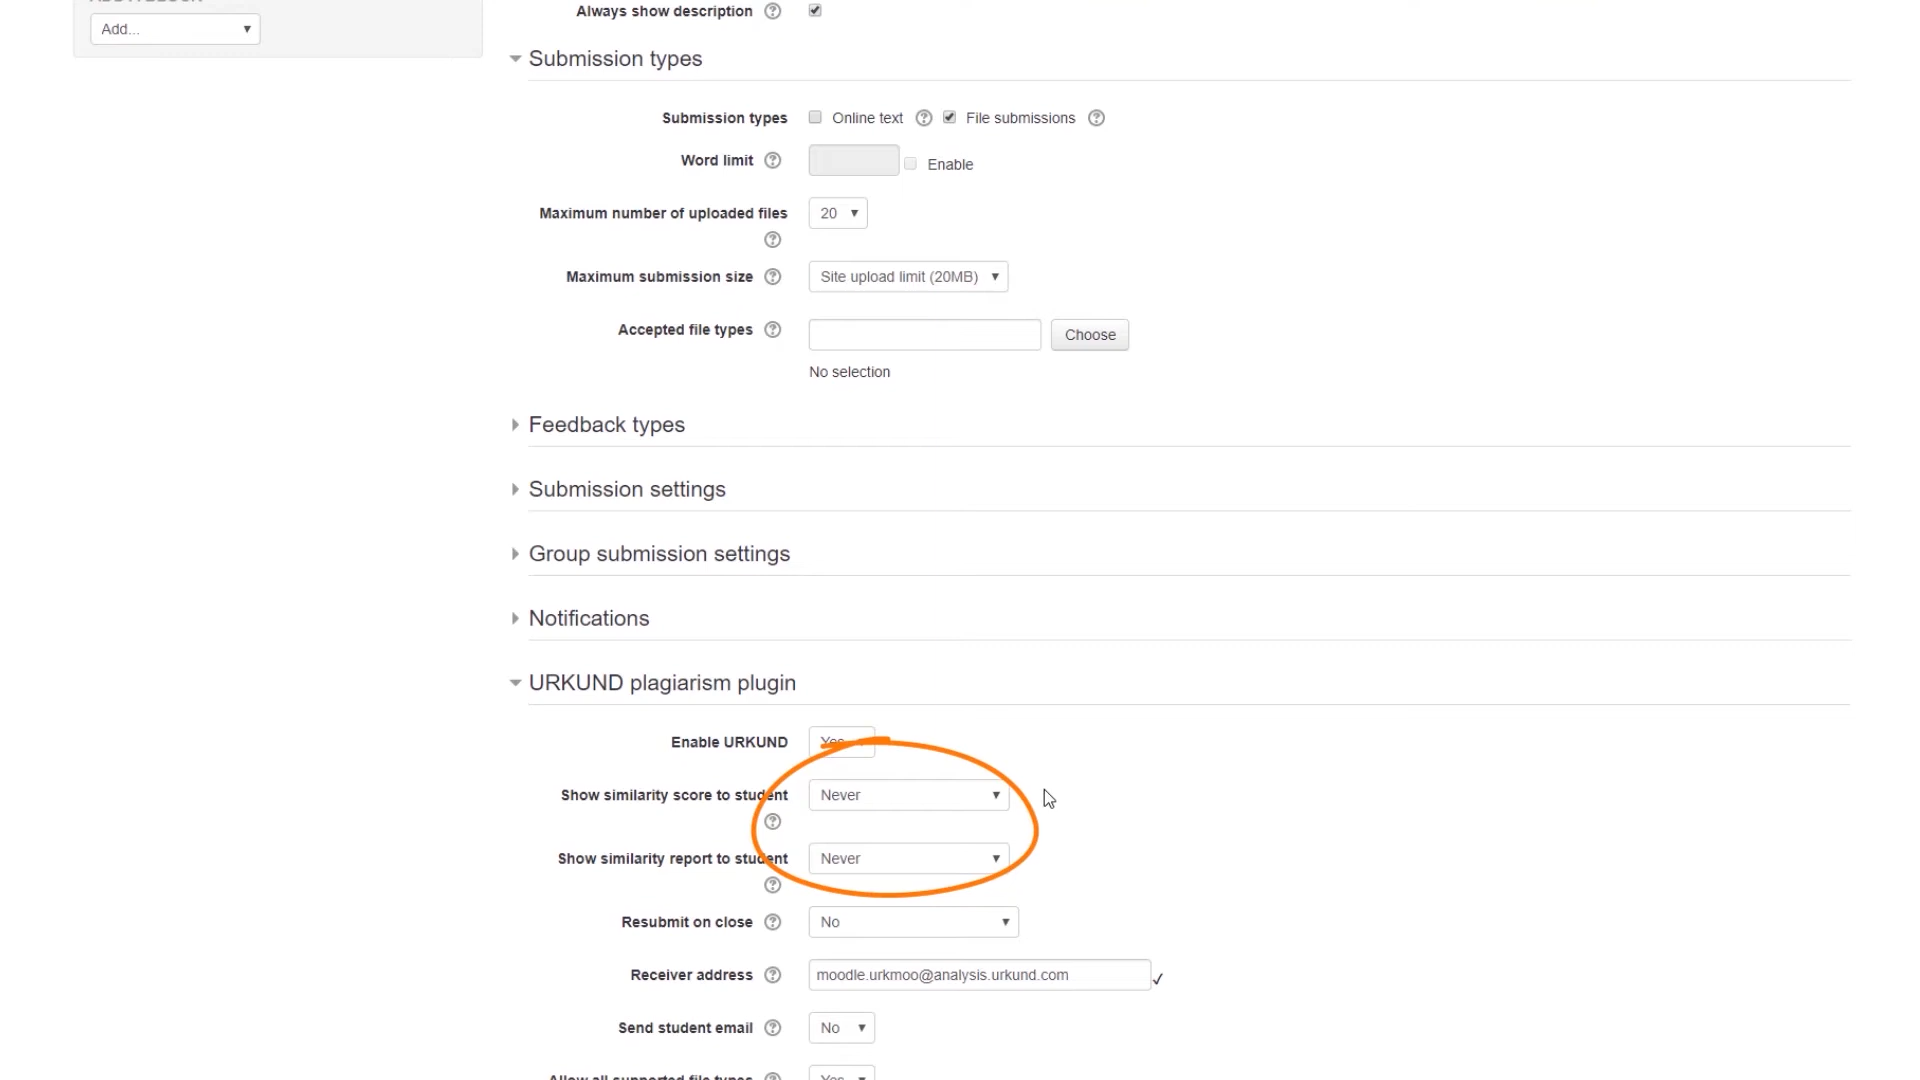 Add...
Always show description
Submission types
Submission types Online text File submissions
Word limit Enable
Maximum number of uploaded files 20
Maximum submission size Site upload limit (20MB)
Accepted file types Choose
No selection
Feedback types
Submission settings
Group submission settings
Notifications
URKUND plagiarism plugin
Enable URKUND Yes
Show similarity score to student Never
Show similarity report to student Never
Resubmit on close No
Receiver address moodle.urkmoo@analysis.urkund.com
Send student email No
Allow all supported file types Yes